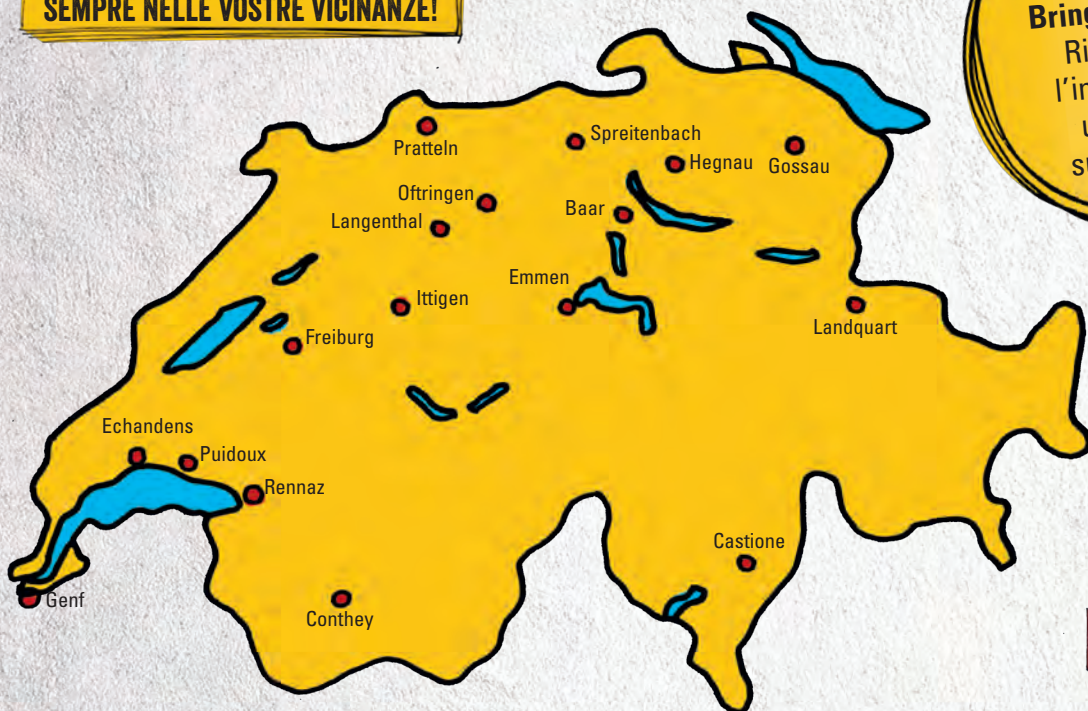 SEMPRE NELLE VOSTRE VICINANZE!
Pratteln
Spreitenbach
Hegnau
Gossau
Oftringen
Langenthal
Baar
Emmen
Ittigen
Freiburg
Landquart
Echandens
Puidoux
Rennaz
Castione
Genf
Conthey
Bring